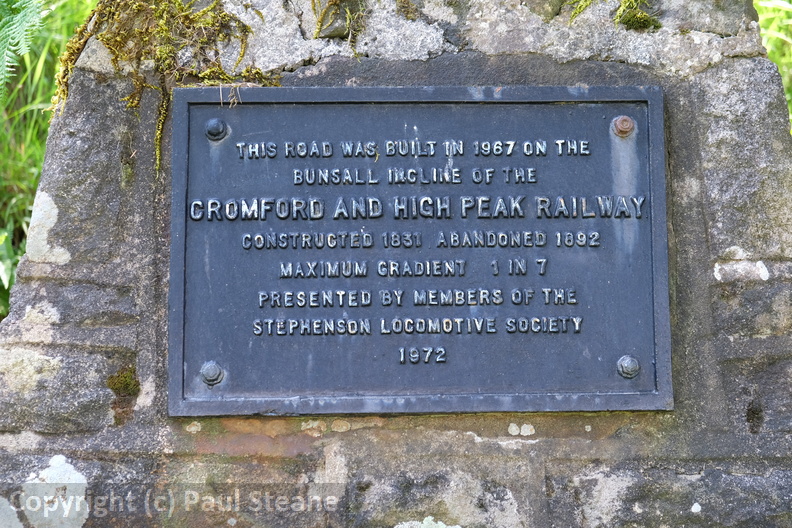 THIS ROAD WAS BUILT IN 1967 ON THE
BUNSALL INCLINE OF THE
CROMFORD AND HIGH PEAK RAILWAY
CONSTRUCTED 1831 ABANDONED 1892
MAXIMUM GRADIENT 1 IN 7
PRESENTED BY MEMBERS OF THE
STEPHENSON LOCOMOTIVE SOCIETY
1972
Copyright (c) Paul Steane